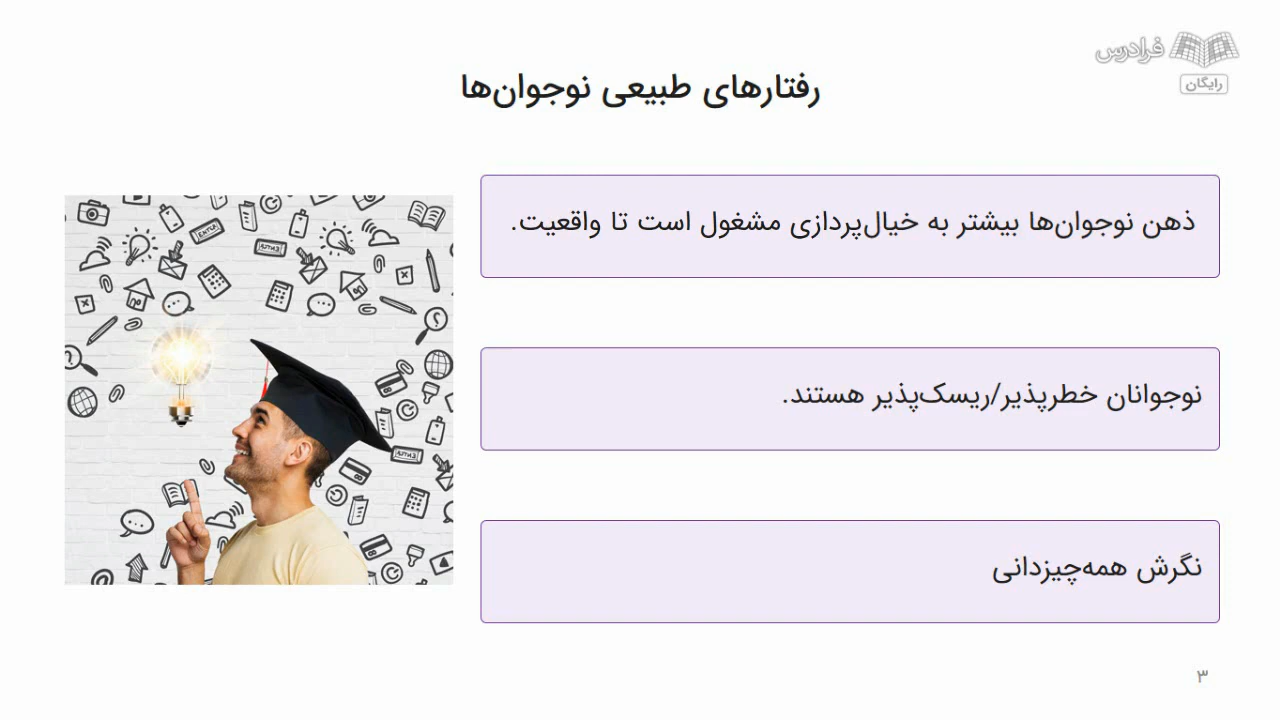 فرادرس
رایگان
رفتارهای طبیعی نوجوان‌ها
ذهن نوجوان‌ها بیشتر به خیال‌پردازی مشغول است تا واقعیت.
نوجوانان خطرپذیر/ریسک‌پذیر هستند.
نگرش همه‌چیزدانی
۳